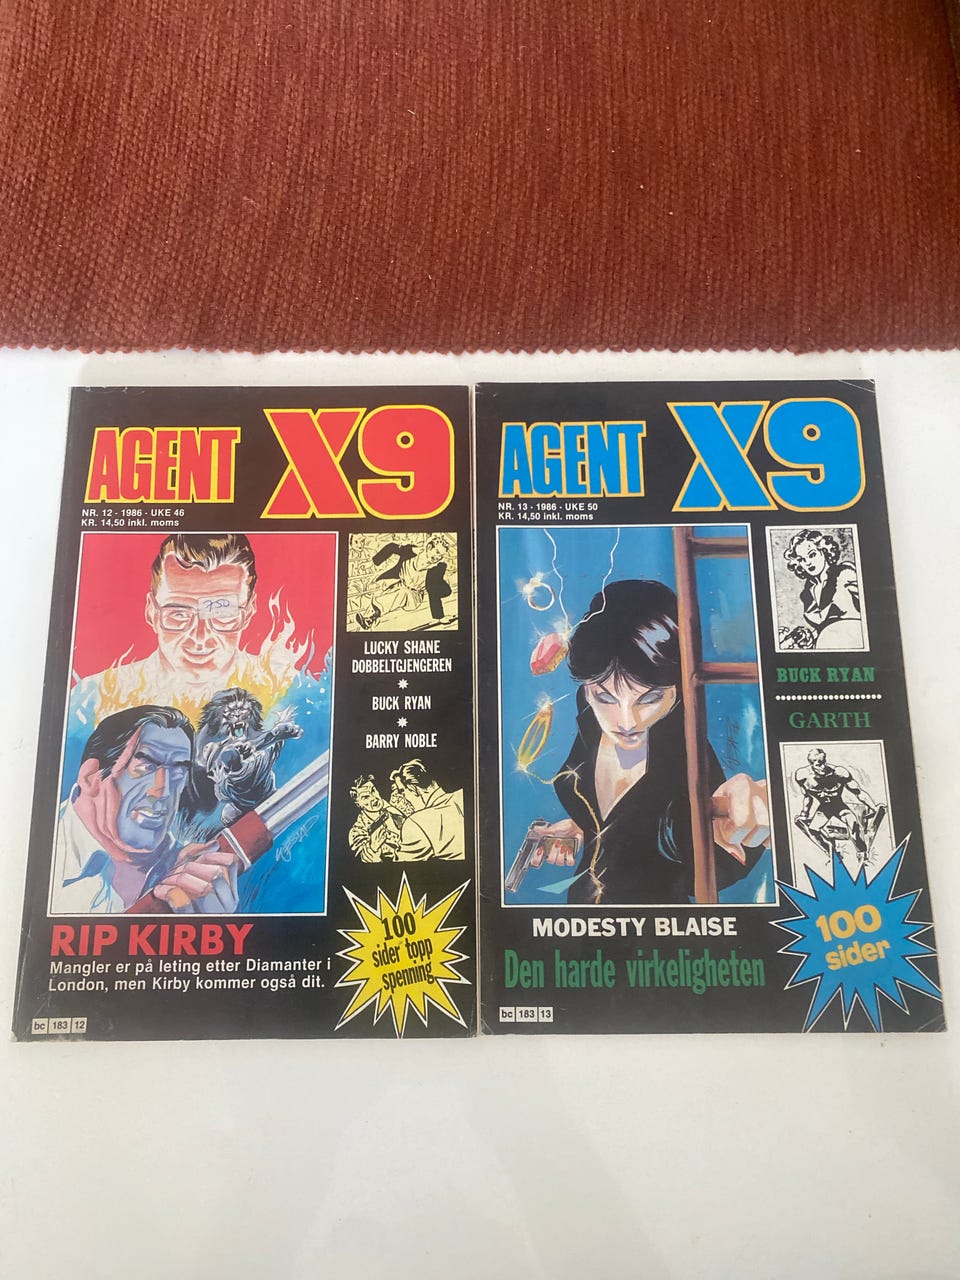 AGENT X9
NR. 12 - 1986 - UKE 46
KR. 14,50 inkl. moms
750
LUCKY SHANE
DOBBELTGJENGEREN
BUCK RYAN
BARRY NOBLE
100
sider topp
spenning
RIP KIRBY
Mangler er på leting etter Diamanter i
London, men Kirby kommer også dit.
bc 183 12
AGENT X9
NR. 13 - 1986 - UKE 50
KR. 14,50 inkl. moms
BUCK RYAN
GARTH
100
sider
MODESTY BLAISE
Den harde virkeligheten
bc 183 13